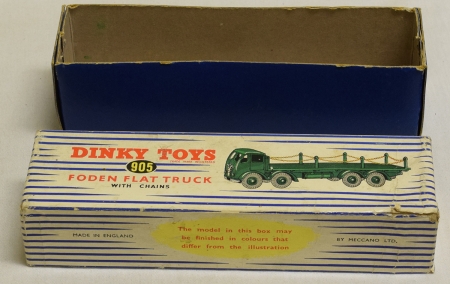 DINKY TOYS
905
FODEN FLAT TRUCK
WITH CHAINS
MADE IN ENGLAND
The model in this box may
be finished in colours that
differ from the illustration
BY MECCANO LTD.